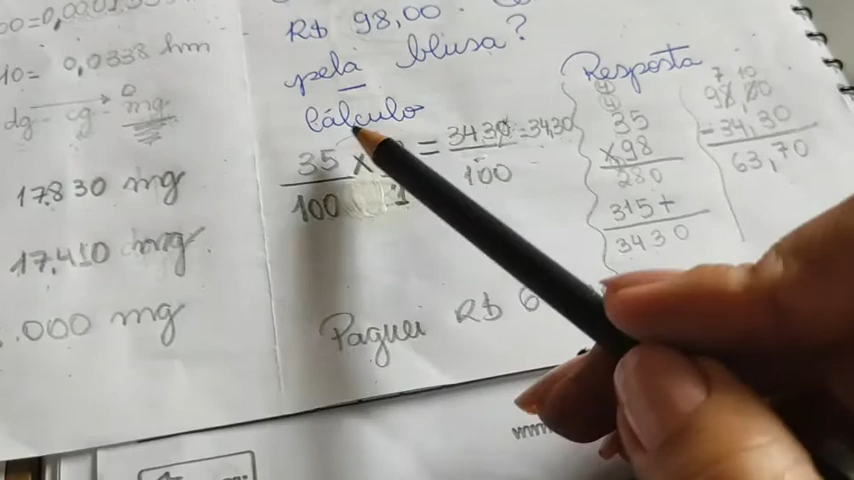 10= 0,0338 hm
dg - cg - mg
17.830 mg
17.410 mg
.000 mg
R$ 98,00
pela blusa?
Cálculo
35 x = 3430 = 34,30
100 1 100
Paguei R$ 6
Resposta
35
x98
280
315+
3430
98,00
- 34,30
63,70